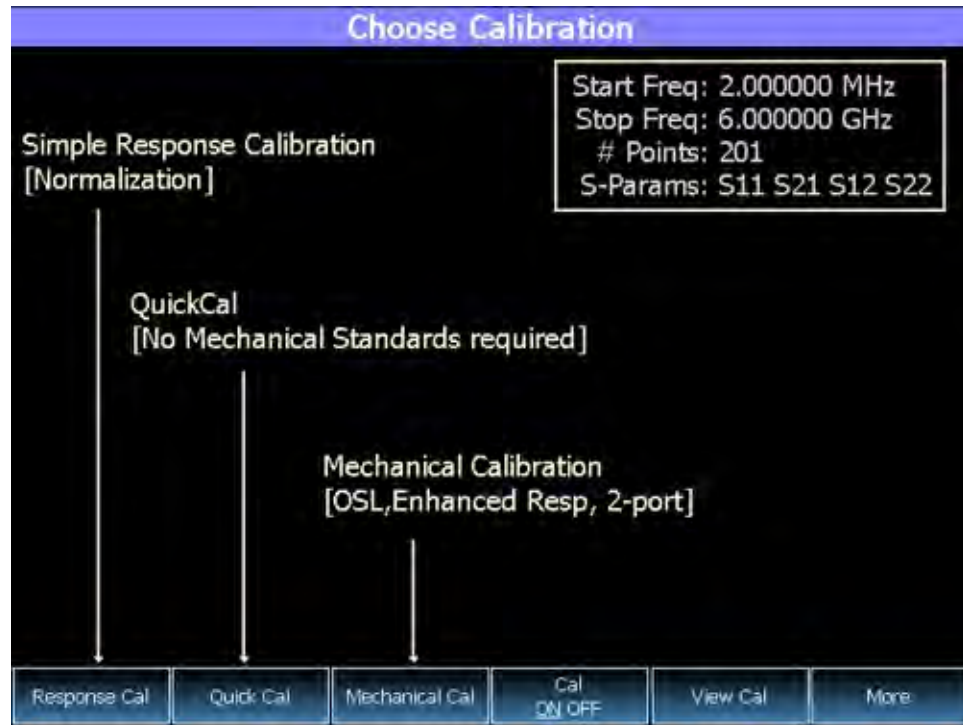 Choose Calibration
Start Freq: 2.000000 MHz
Stop Freq: 6.000000 GHz
# Points: 201
S-Params: S11 S21 S12 S22
Simple Response Calibration
[Normalization]
QuickCal
[No Mechanical Standards required]
Mechanical Calibration
[OSL,Enhanced Resp, 2-port]
Response Cal
Quick Cal
Mechanical Cal
Cal
ON OFF
View Cal
More